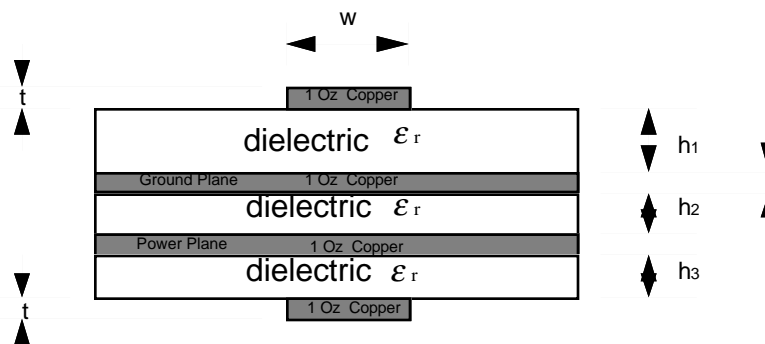 w
t
1 Oz Copper
dielectric εr
h1
Ground Plane 1 Oz Copper
dielectric εr
h2
Power Plane 1 Oz Copper
dielectric εr
h3
t
1 Oz Copper